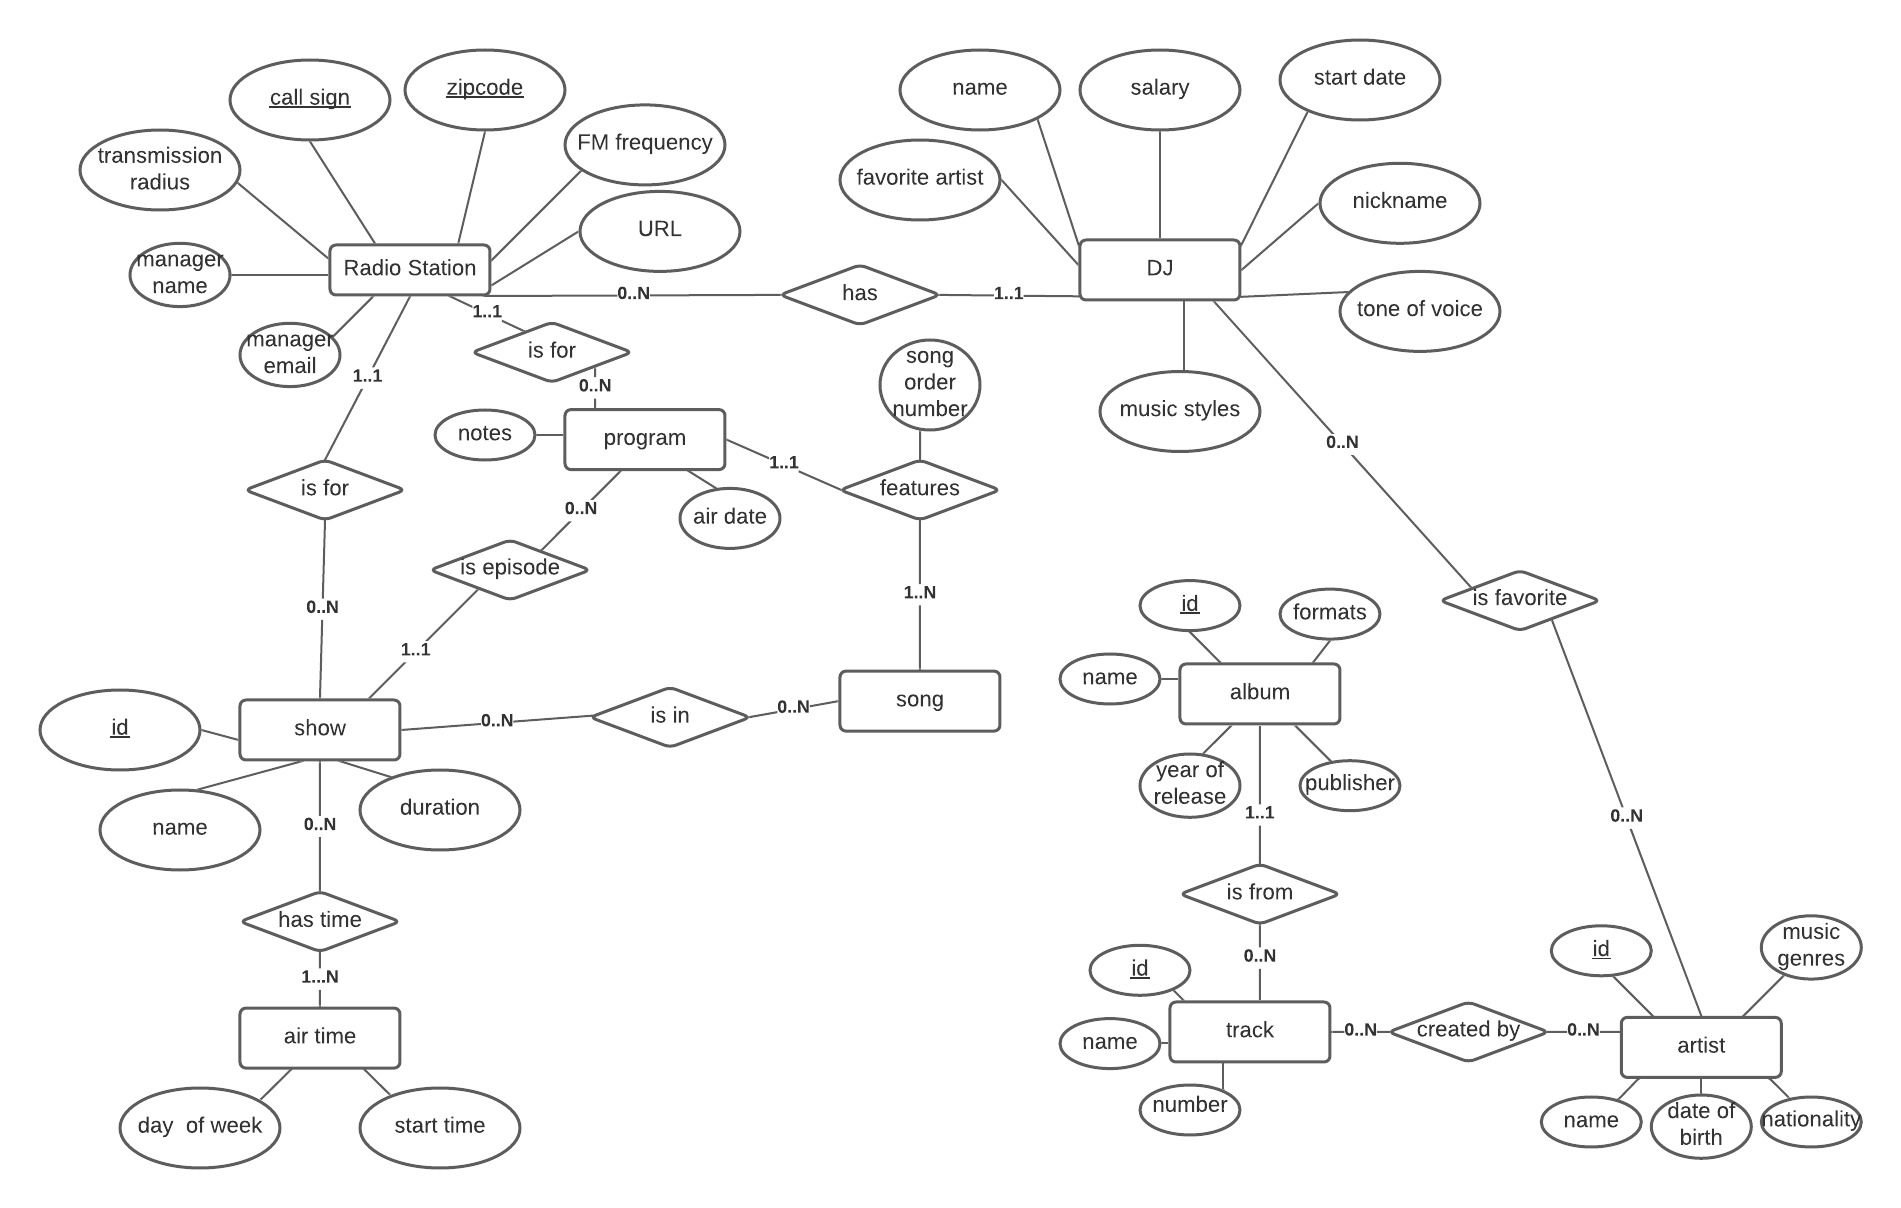 call sign
zipcode
name
salary
start date
transmission
radius
FM frequency
favorite artist
nickname
URL
manager
name
Radio Station
DJ
0..N
has
1..1
tone of voice
1..1
manager
email
is for
song
order
number
1..1
0..N
music styles
notes
program
0..N
1..1
is for
features
0..N
air date
is episode
1..N
is favorite
0..N
id
formats
1..1
name
album
id
show
0..N
is in
0..N
song
year of
release
publisher
name
duration
0..N
1..1
0..N
has time
is from
music
genres
id
0..N
1...N
id
air time
name
track
0..N
created by
0..N
artist
number
day  of week
start time
name
date of
birth
nationality